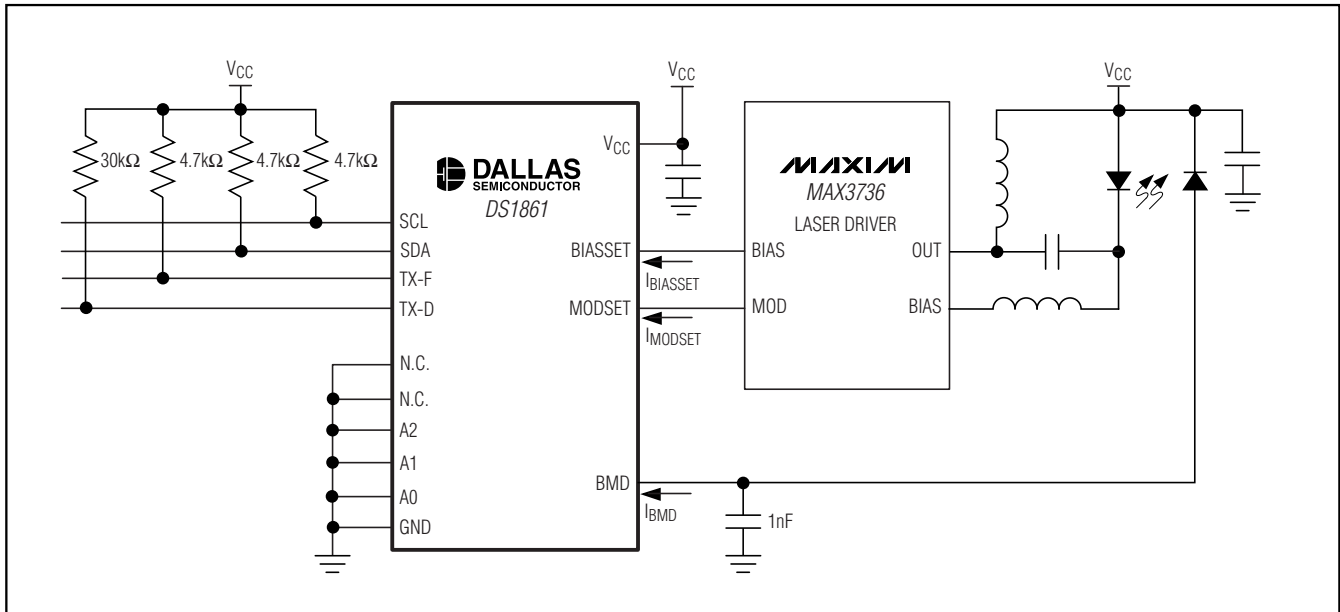 VCC
30kΩ
4.7kΩ
4.7kΩ
4.7kΩ
SCL
SDA
TX-F
TX-D
N.C.
N.C.
A2
A1
A0
GND
DALLAS
SEMICONDUCTOR
DS1861
VCC
VCC
BIASSET
IBIASSET
MODSET
IMODSET
BMD
IBMD
1nF
MAXIM
MAX3736
LASER DRIVER
BIAS
MOD
OUT
BIAS
VCC